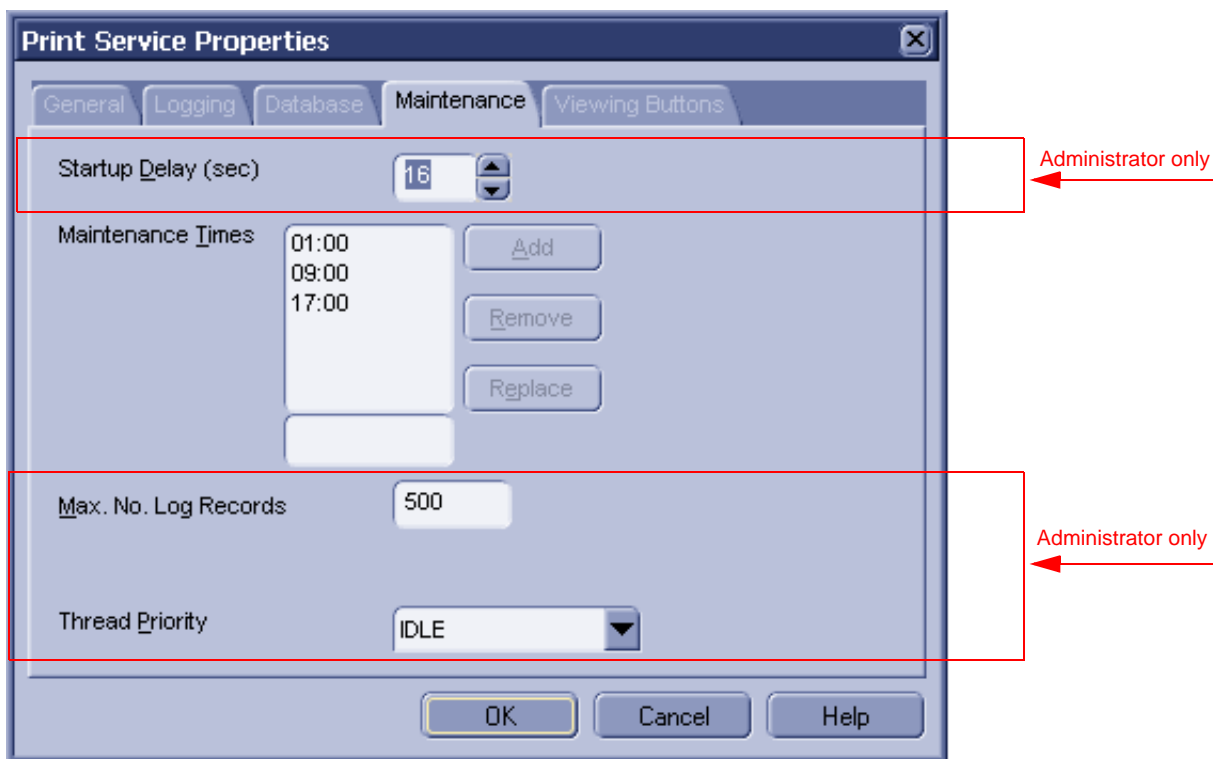 Print Service Properties
General Logging Database Maintenance Viewing Buttons
Startup Delay (sec) 16
Administrator only
Maintenance Times
01:00
09:00
17:00
Add
Remove
Replace
Max. No. Log Records 500
Administrator only
Thread Priority IDLE
OK Cancel Help